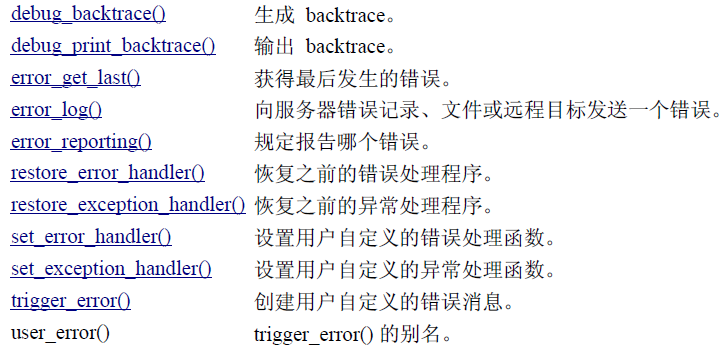 debug_backtrace() 生成 backtrace。
debug_print_backtrace() 输出 backtrace。
error_get_last() 获得最后发生的错误。
error_log() 向服务器错误记录、文件或远程目标发送一个错误。
error_reporting() 规定报告哪个错误。
restore_error_handler() 恢复之前的错误处理程序。
restore_exception_handler() 恢复之前的异常处理程序。
set_error_handler() 设置用户自定义的错误处理函数。
set_exception_handler() 设置用户自定义的异常处理函数。
trigger_error() 创建用户自定义的错误消息。
user_error() trigger_error() 的别名。